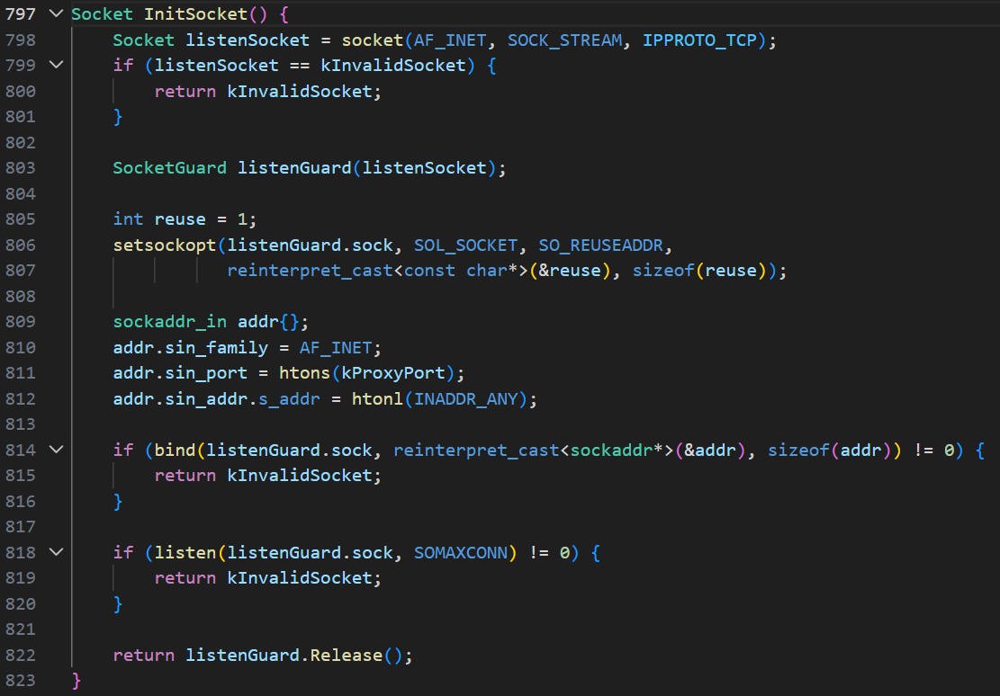 797 Socket InitSocket() {
798     Socket listenSocket = socket(AF_INET, SOCK_STREAM, IPPROTO_TCP);
799     if (listenSocket == kInvalidSocket) {
800         return kInvalidSocket;
801     }
802
803     SocketGuard listenGuard(listenSocket);
804
805     int reuse = 1;
806     setsockopt(listenGuard.sock, SOL_SOCKET, SO_REUSEADDR,
807                reinterpret_cast<const char*>(&reuse), sizeof(reuse));
808
809     sockaddr_in addr{};
810     addr.sin_family = AF_INET;
811     addr.sin_port = htons(kProxyPort);
812     addr.sin_addr.s_addr = htonl(INADDR_ANY);
813
814     if (bind(listenGuard.sock, reinterpret_cast<sockaddr*>(&addr), sizeof(addr)) != 0) {
815         return kInvalidSocket;
816     }
817
818     if (listen(listenGuard.sock, SOMAXCONN) != 0) {
819         return kInvalidSocket;
820     }
821
822     return listenGuard.Release();
823 }